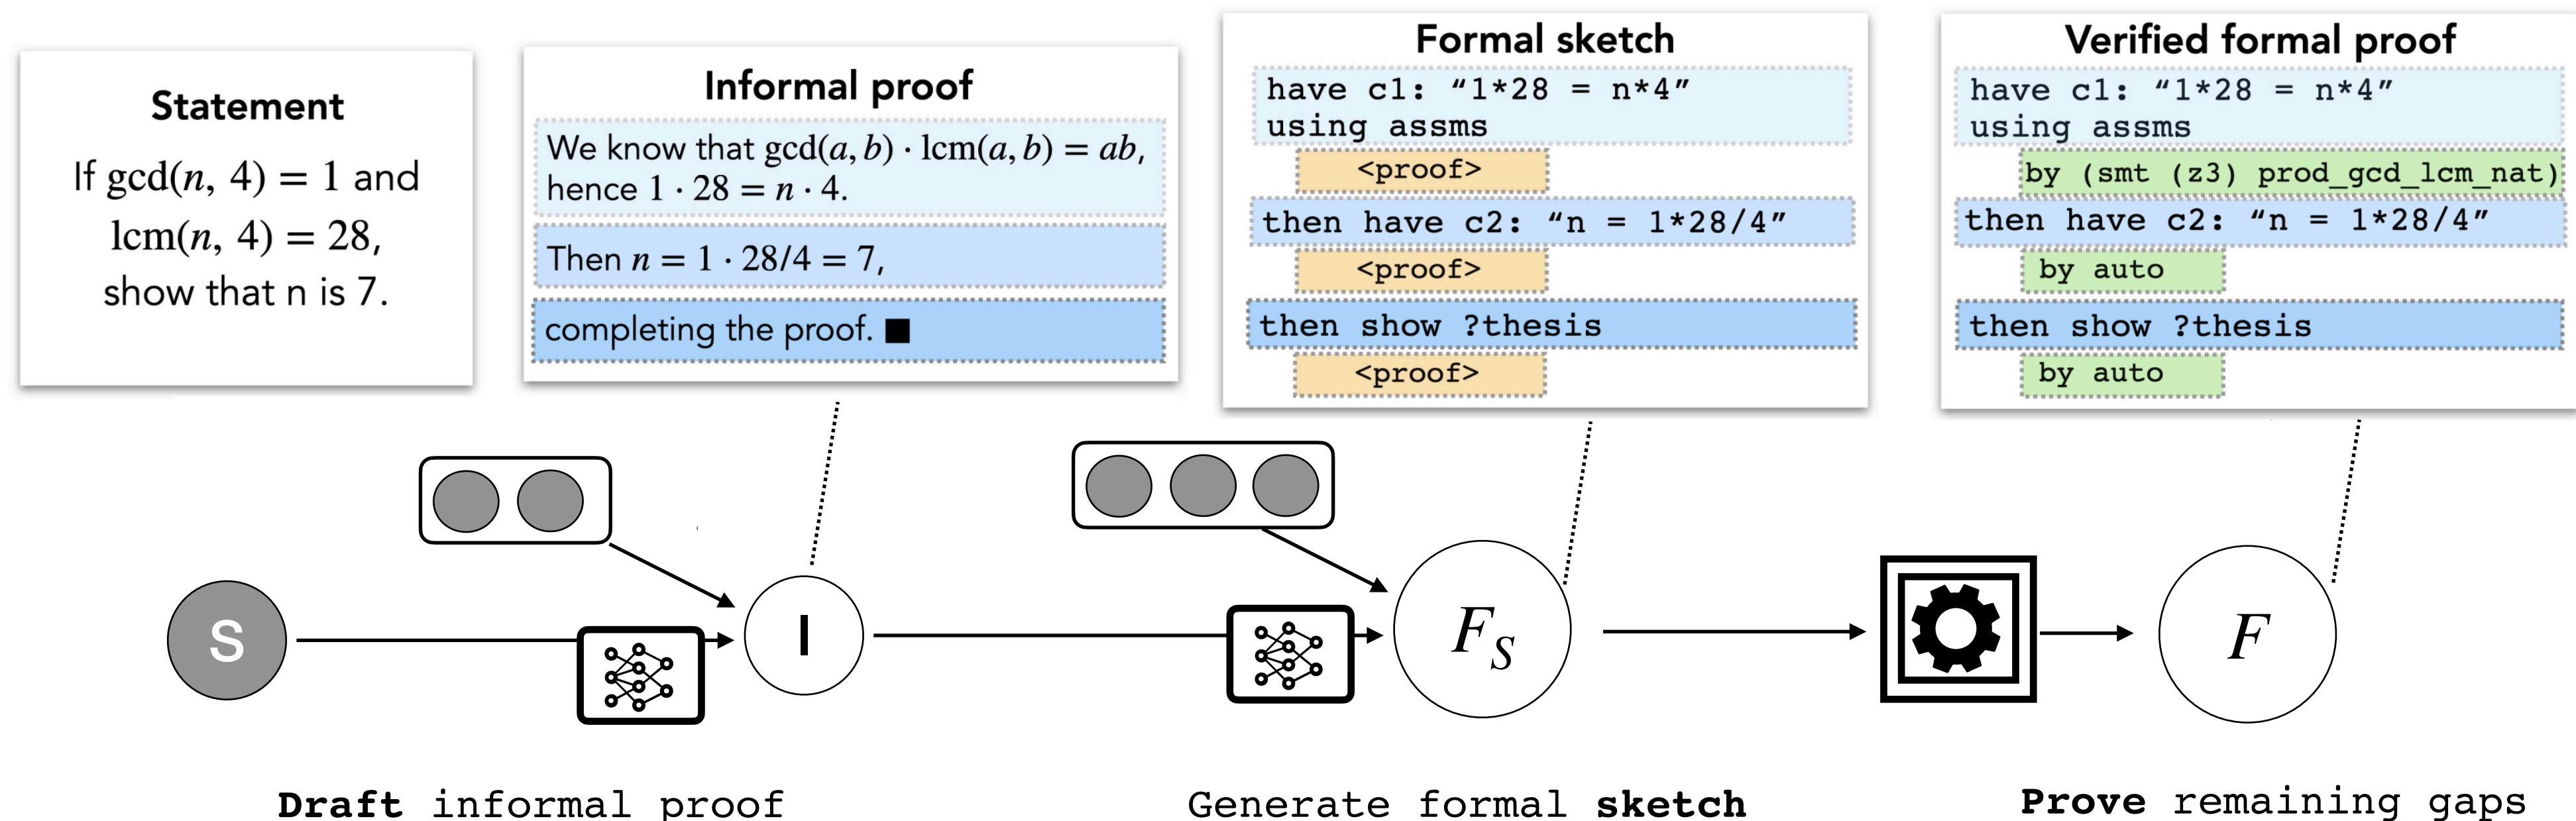 Statement
If gcd(n, 4) = 1 and
lcm(n, 4) = 28,
show that n is 7.
Informal proof
We know that gcd(a, b) · lcm(a, b) = ab,
hence 1 · 28 = n · 4.
Then n = 1 · 28/4 = 7,
completing the proof. ■
Formal sketch
have c1: “1*28 = n*4”
using assms
<proof>
then have c2: “n = 1*28/4”
<proof>
then show ?thesis
<proof>
Verified formal proof
have c1: “1*28 = n*4”
using assms
by (smt (z3) prod_gcd_lcm_nat)
then have c2: “n = 1*28/4”
by auto
then show ?thesis
by auto
S
I
F_S
F
Draft informal proof
Generate formal sketch
Prove remaining gaps